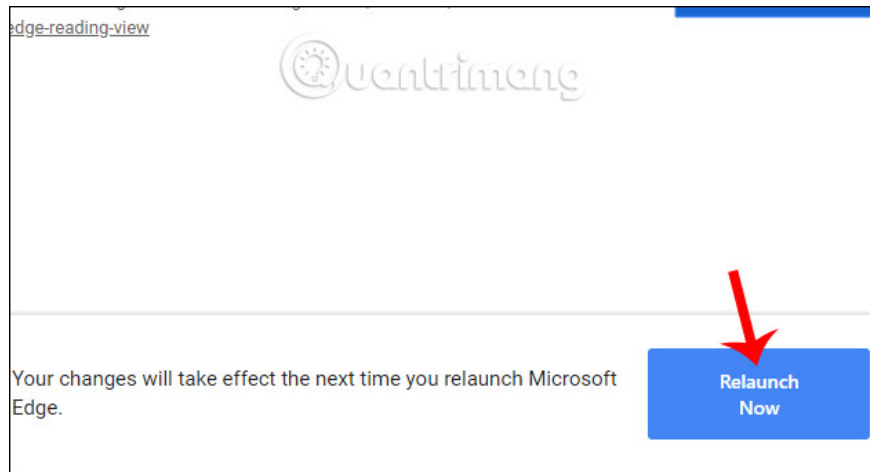 edge-reading-view
Quantrimang
Your changes will take effect the next time you relaunch Microsoft
Edge.
Relaunch
Now